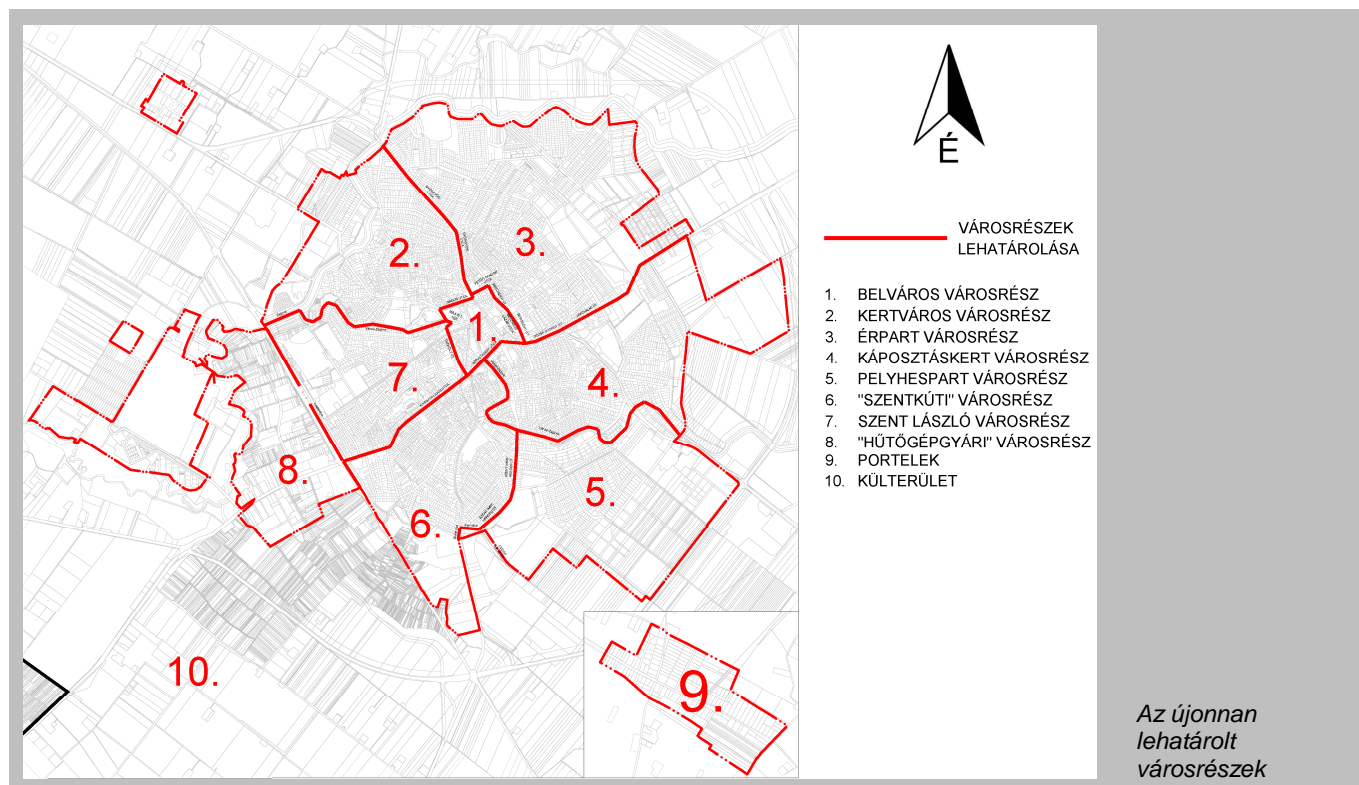 2.
3.
1.
7.
4.
8.
5.
6.
10.
9.
É
VÁROSRÉSZEK
LEHATÁROLÁSA
1. BELVÁROS VÁROSRÉSZ
2. KERTVÁROS VÁROSRÉSZ
3. ÉRPART VÁROSRÉSZ
4. KÁPOSZTÁSKERT VÁROSRÉSZ
5. PELYHESPART VÁROSRÉSZ
6. "SZENTKÚTI" VÁROSRÉSZ
7. SZENT LÁSZLÓ VÁROSRÉSZ
8. "HŰTŐGÉPGYÁRI" VÁROSRÉSZ
9. PORTELEK
10. KÜLTERÜLET
Az újonnan
lehatárolt
városrészek